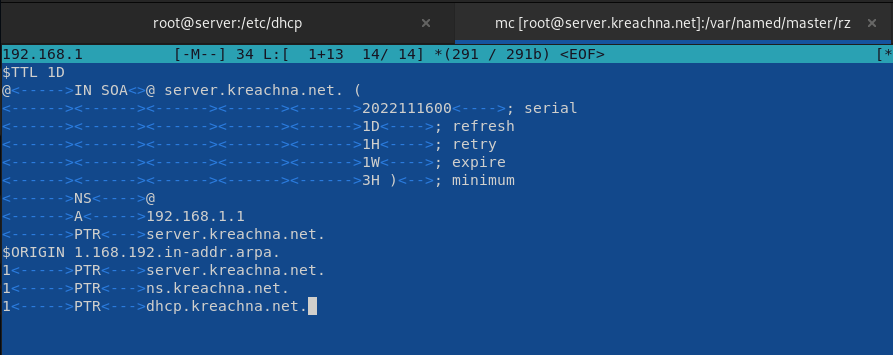 root@server:/etc/dhcp × mc [root@server.kreachna.net]:/var/named/master/rz ×
192.168.1 [-M--] 34 L:[ 1+13 14/ 14] *(291 / 291b) <EOF> [*
$TTL 1D
@<----->IN SOA<>@ server.kreachna.net. (
<------><------><------><------><------>2022111600<---->; serial
<------><------><------><------><------>1D<---->; refresh
<------><------><------><------><------>1H<---->; retry
<------><------><------><------><------>1W<---->; expire
<------><------><------><------><------>3H )<-->; minimum
<------>NS<---->@
<------>A<----->192.168.1.1
<------>PTR<--->server.kreachna.net.
$ORIGIN 1.168.192.in-addr.arpa.
1<----->PTR<--->server.kreachna.net.
1<----->PTR<--->ns.kreachna.net.
1<----->PTR<--->dhcp.kreachna.net.